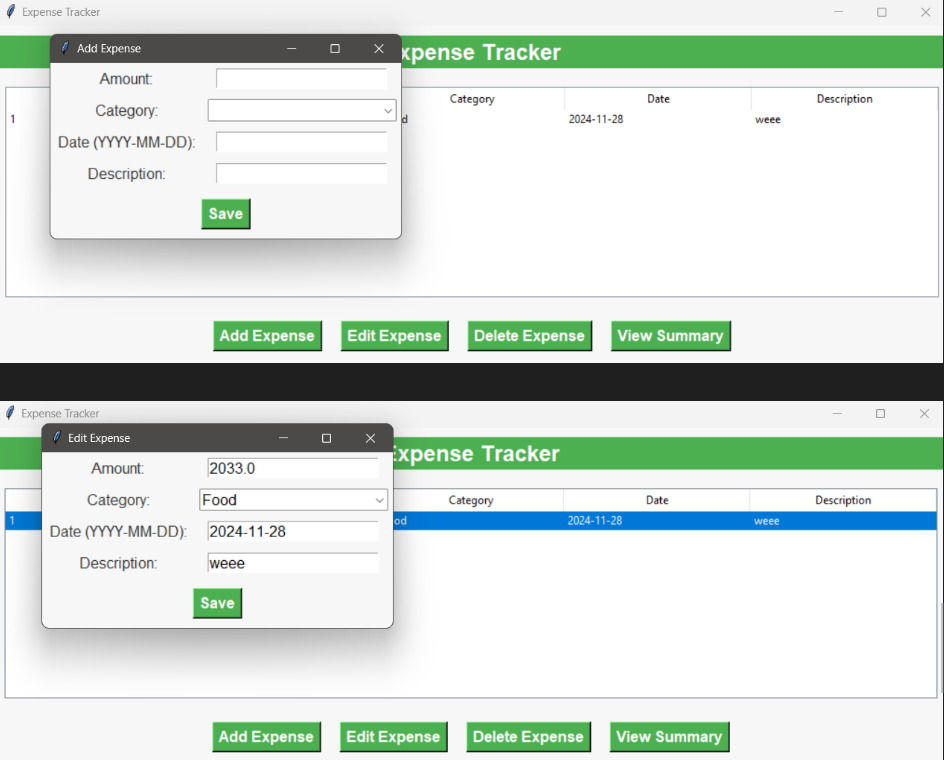 Expense Tracker
Add Expense
xpense Tracker
Amount:
Category:
Date (YYYY-MM-DD):
Description:
Save
Category Date Description
1 d 2024-11-28 weee
Add Expense Edit Expense Delete Expense View Summary
Expense Tracker
Edit Expense
Expense Tracker
Amount: 2033.0
Category: Food
Date (YYYY-MM-DD): 2024-11-28
Description: weee
Save
Category Date Description
1 od 2024-11-28 weee
Add Expense Edit Expense Delete Expense View Summary